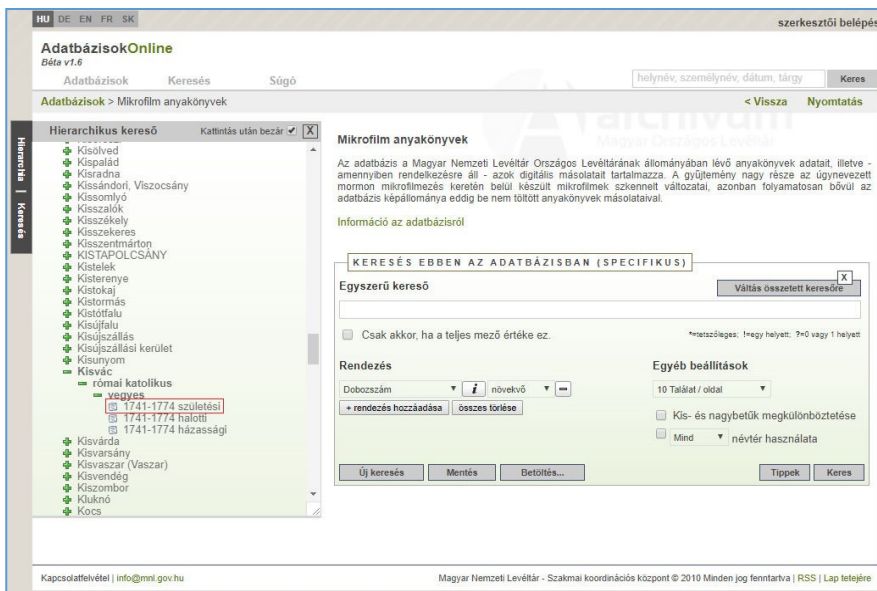 HU DE EN FR SK
szerkesztői belépés
AdatbázisokOnline
Béta v1.6
Adatbázisok Keresés Súgó
helynév, személynév, dátum, tárgy Keres
Adatbázisok > Mikrofilm anyakönyvek
< Vissza Nyomtatás
Hierarchia | Keresés
Hierarchikus kereső Kattintás után bezár X
Kisölved
Kispalád
Kisradna
Kissándori, Viszocsány
Kissomlyó
Kisszalók
Kisszékely
Kisszekeres
Kisszentmárton
KISTAPOLCSÁNY
Kistelek
Kisterenye
Kistokaj
Kistormás
Kistótfalu
Kisújfalu
Kisújszállás
Kisújszállási kerület
Kisunyom
Kisvác
római katolikus
vegyes
1741-1774 születési
1741-1774 halotti
1741-1774 házassági
Kisvárda
Kisvarsány
Kisvaszar (Vaszar)
Kisvendég
Kiszombor
Kluknó
Kocs
archívum
Magyar Országos Levéltár
Mikrofilm anyakönyvek
Az adatbázis a Magyar Nemzeti Levéltár Országos Levéltárának állományában lévő anyakönyvek adatait, illetve -
amennyiben rendelkezésre áll - azok digitális másolatait tartalmazza. A gyűjtemény nagy része az úgynevezett
mormon mikrofilmezés keretén belül készült mikrofilmek szkennelt változatai, azonban folyamatosan bővül az
adatbázis képállománya eddig be nem töltött anyakönyvek másolataival.
Információ az adatbázisról
KERESÉS EBBEN AZ ADATBÁZISBAN (SPECIFIKUS)
X
Egyszerű kereső Váltás összetett keresőre
Csak akkor, ha a teljes mező értéke ez. *=tetszőleges; !=egy helyett; ?=0 vagy 1 helyett
Rendezés Egyéb beállítások
Dobozszám i növekvő 10 Találat / oldal
+ rendezés hozzáadása összes törlése
Kis- és nagybetűk megkülönböztetése
Mind névtér használata
Új keresés Mentés Betöltés... Tippek Keres
Kapcsolatfelvétel | info@mnl.gov.hu
Magyar Nemzeti Levéltár - Szakmai koordinációs központ © 2010 Minden jog fenntartva | RSS | Lap tetejére